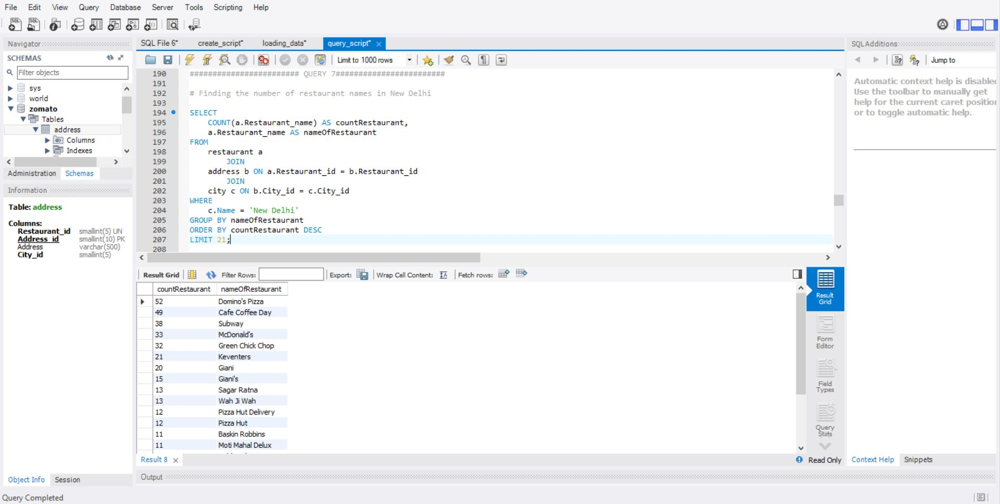 File Edit View Query Database Server Tools Scripting Help
Navigator
SCHEMAS
Filter objects
sys
world
zomato
Tables
address
Columns
Indexes
Administration Schemas
Information
Table: address
Columns:
Restaurant_id smallint(5) UN
Address_id smallint(10) PK
Address varchar(500)
City_id smallint(5)
Object Info Session
SQL File 6* create_script* loading_data* query_script*
Limit to 1000 rows
190 ######################## QUERY 7########################
191
192 # Finding the number of restaurant names in New Delhi
193
194 SELECT
195 COUNT(a.Restaurant_name) AS countRestaurant,
196 a.Restaurant_name AS nameOfRestaurant
197 FROM
198 restaurant a
199 JOIN
200 address b ON a.Restaurant_id = b.Restaurant_id
201 JOIN
202 city c ON b.City_id = c.City_id
203 WHERE
204 c.Name = 'New Delhi'
205 GROUP BY nameOfRestaurant
206 ORDER BY countRestaurant DESC
207 LIMIT 21;
208
Result Grid Filter Rows: Export: Wrap Cell Content: Fetch rows:
countRestaurant nameOfRestaurant
52 Domino's Pizza
49 Cafe Coffee Day
38 Subway
33 McDonald's
32 Green Chick Chop
21 Keventers
20 Giani
15 Giani's
13 Sagar Ratna
13 Wah Ji Wah
12 Pizza Hut Delivery
12 Pizza Hut
11 Baskin Robbins
11 Moti Mahal Delux
Result 8
Read Only
Result
Grid
Form
Editor
Field
Types
Query
Stats
Output
SQLAdditions
Jump to
Automatic context help is disabled
Use the toolbar to manually get
help for the current caret position
or to toggle automatic help.
Context Help Snippets
Query Completed